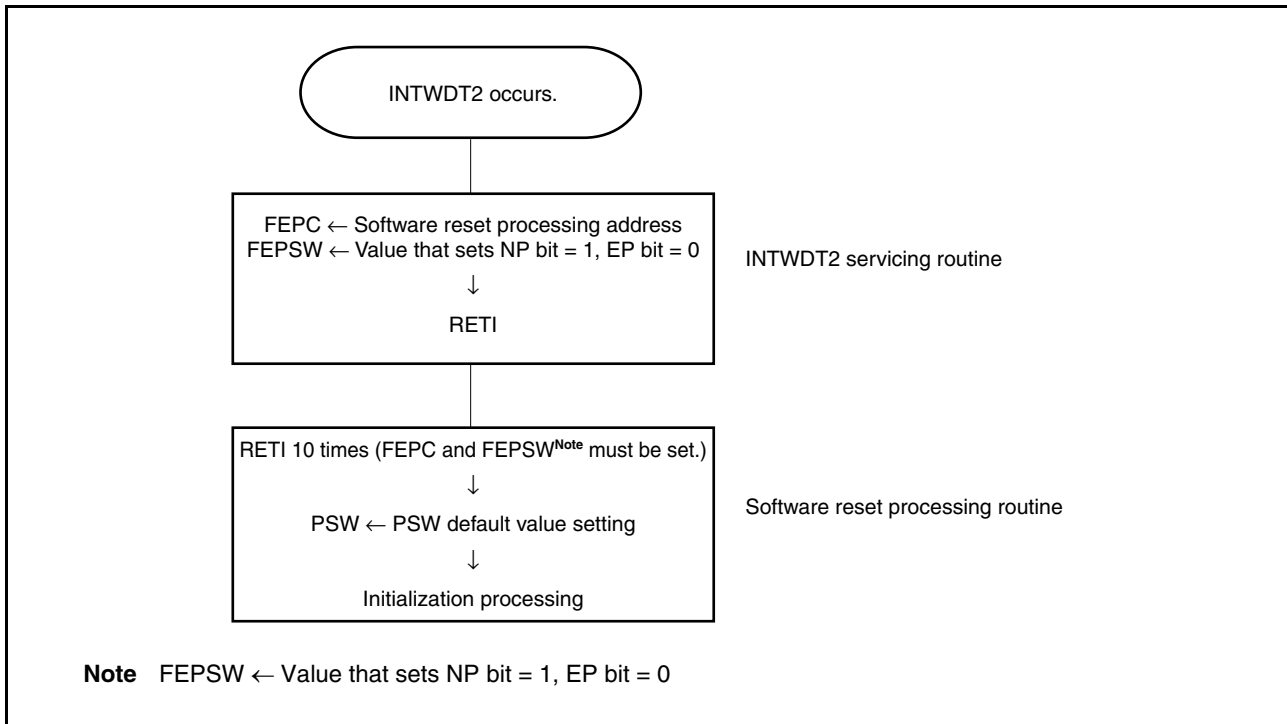 INTWDT2 occurs.
FEPC ← Software reset processing address
FEPSW ← Value that sets NP bit = 1, EP bit = 0
↓
RETI
INTWDT2 servicing routine
RETI 10 times (FEPC and FEPSWNote must be set.)
↓
PSW ← PSW default value setting
↓
Initialization processing
Software reset processing routine
Note FEPSW ← Value that sets NP bit = 1, EP bit = 0